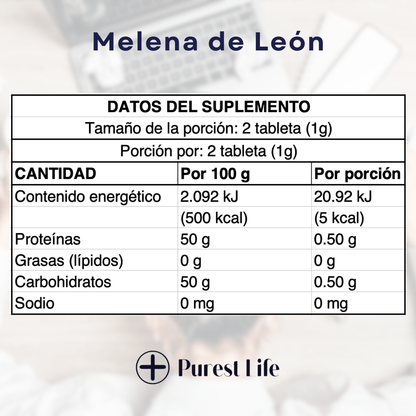 Melena de León
DATOS DEL SUPLEMENTO
Tamaño de la porción: 2 tableta (1g)
Porción por: 2 tableta (1g)
CANTIDAD Por 100 g Por porción
Contenido energético 2.092 kJ 20.92 kJ
(500 kcal) (5 kcal)
Proteínas 50 g 0.50 g
Grasas (lípidos) 0 g 0 g
Carbohidratos 50 g 0.50 g
Sodio 0 mg 0 mg
Purest Life